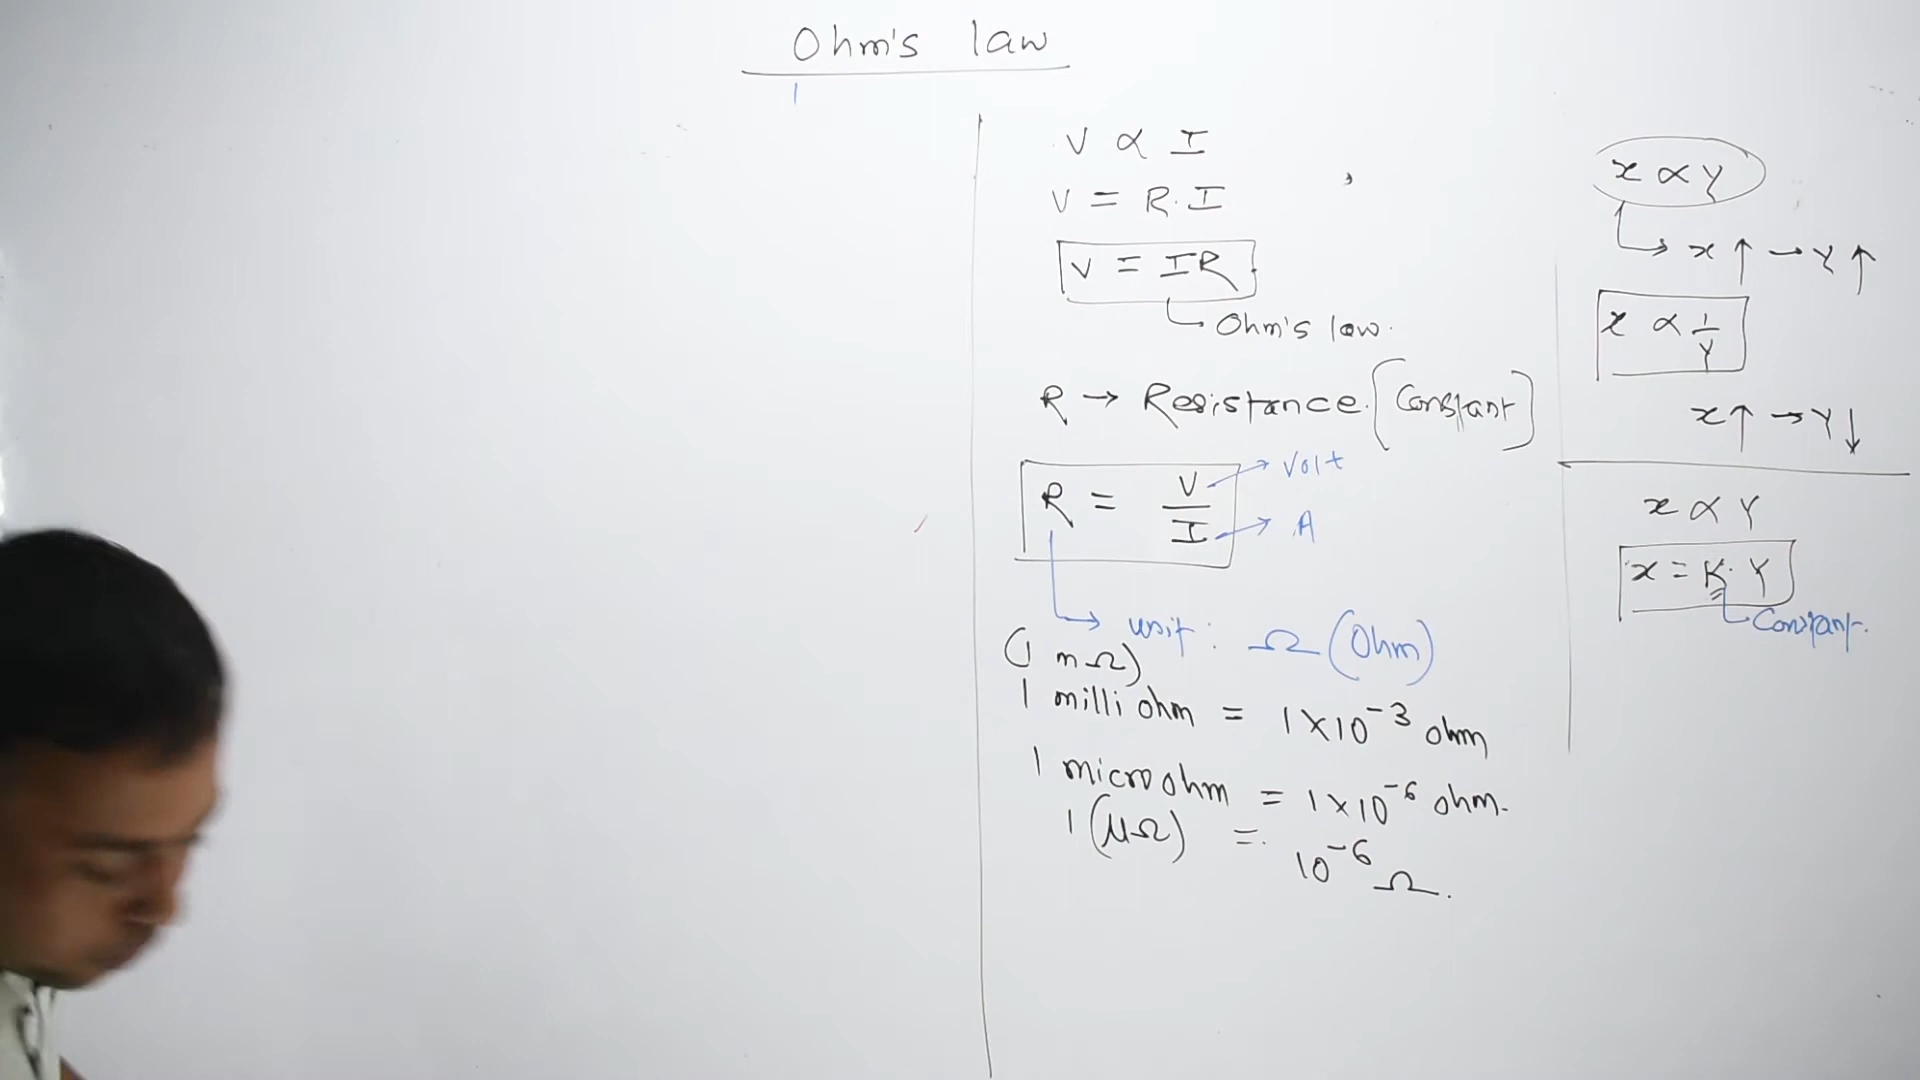 Ohm's law
V ∝ I
V = R.I
V = IR
Ohm's law.
R → Resistance. [Constant]
R = V/I
→ Volt
→ A
→ unit: Ω (Ohm)
(1 mΩ)
1 milli ohm = 1×10⁻³ ohm
1 micro ohm = 1×10⁻⁶ ohm.
1 (μΩ) = 10⁻⁶ Ω.
x ∝ Y
→ x ↑ → Y ↑
x ∝ 1/Y
x ↑ → Y ↓
x ∝ Y
x = K. Y
Constant.